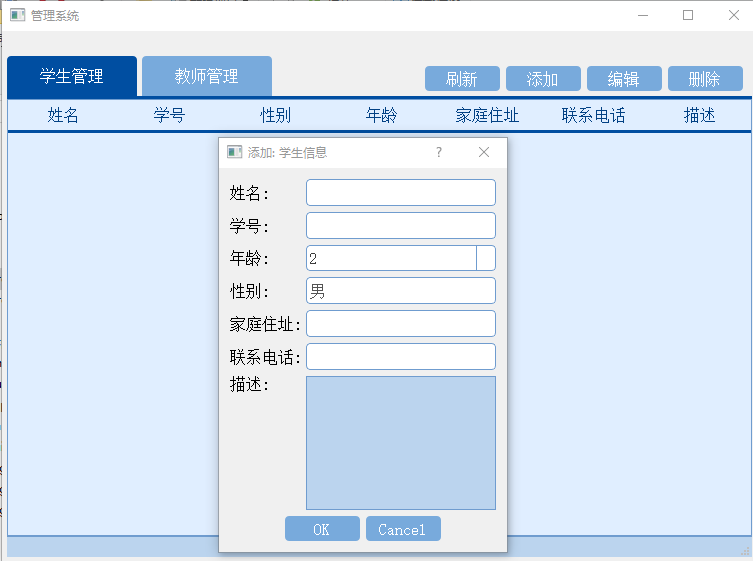 管理系统
学生管理 教师管理 刷新 添加 编辑 删除
姓名 学号 性别 年龄 家庭住址 联系电话 描述
添加: 学生信息 ?
姓名:
学号:
年龄: 2
性别: 男
家庭住址:
联系电话:
描述:
OK Cancel